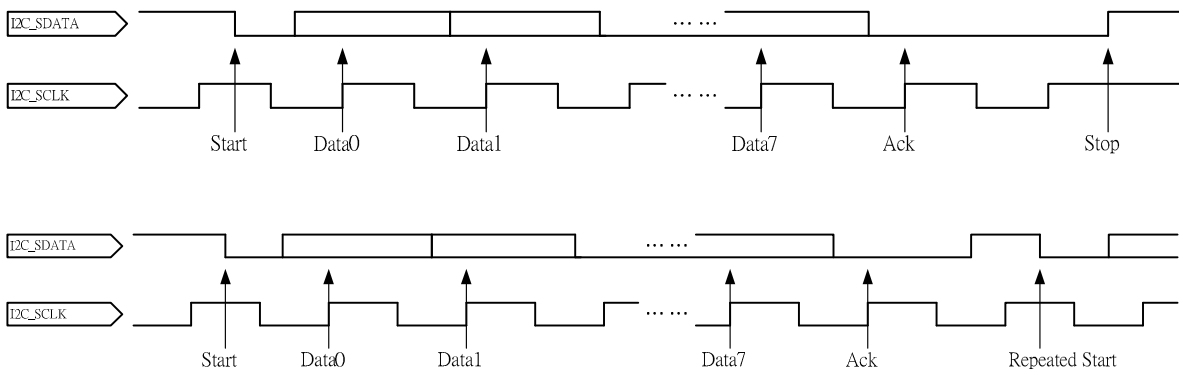 I2C_SDATA
... ...
I2C_SCLK
... ...
Start Data0 Data1 Data7 Ack Stop
I2C_SDATA
... ...
I2C_SCLK
... ...
Start Data0 Data1 Data7 Ack Repeated Start